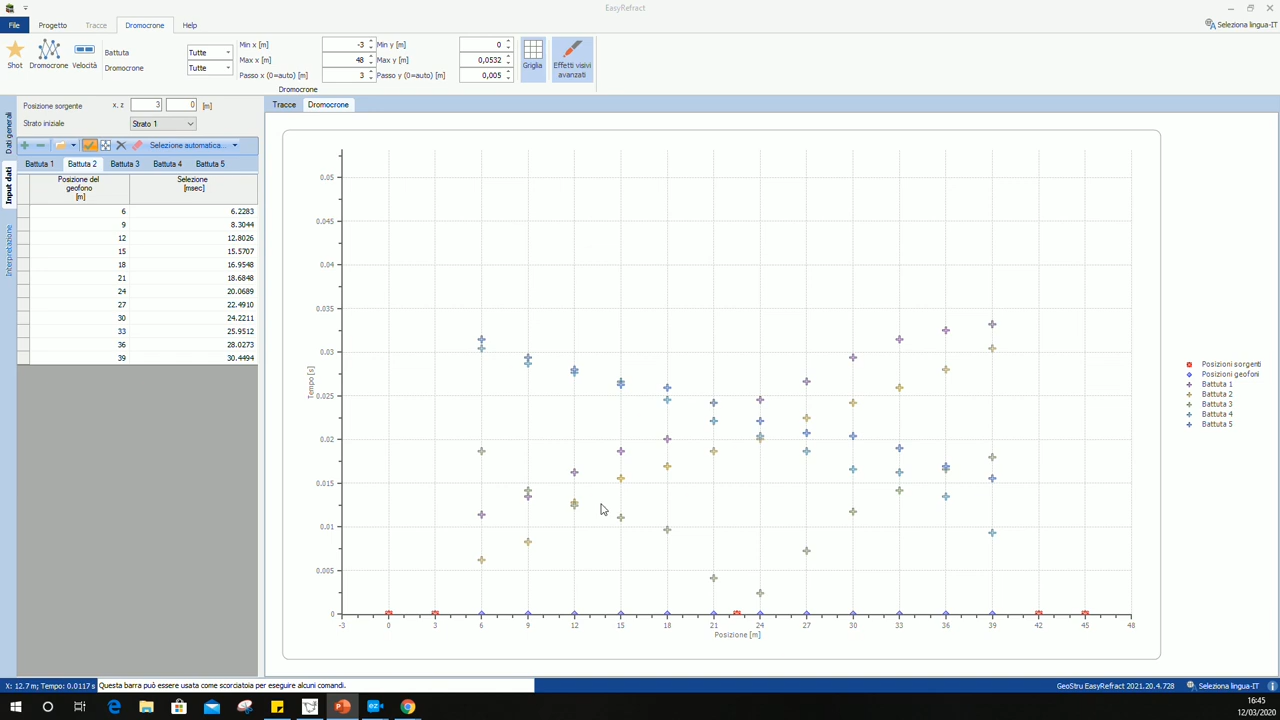 EasyRefract
File Progetto Tracce Dromocrone Help
Seleziona lingua-IT
Shot Dromocrone Velocità
Battuta Tutte
Dromocrone Tutte
Min x [m] -3 Min y [m] 0
Max x [m] 48 Max y [m] 0,0532
Passo x (0=auto) [m] 3 Passo y (0=auto) [m] 0,005
Griglia
Effetti visivi
avanzati
Dromocrone
Dati generali
Input dati
Interpretazione
Posizione sorgente x, z 3 0 [m]
Strato iniziale Strato 1
Selezione automatica...
Battuta 1 Battuta 2 Battuta 3 Battuta 4 Battuta 5
Posizione del
geofono
[m]
Selezione
[msec]
6 6.2283
9 8.3044
12 12.8026
15 15.5707
18 16.9548
21 18.6848
24 20.0689
27 22.4910
30 24.2211
33 25.9512
36 28.0273
39 30.4494
Tracce Dromocrone
0.05
0.045
0.04
0.035
0.03
0.025
0.02
0.015
0.01
0.005
0
Tempo [s]
-3 0 3 6 9 12 15 18 21 24 27 30 33 36 39 42 45 48
Posizione [m]
Posizioni sorgenti
Posizioni geofoni
Battuta 1
Battuta 2
Battuta 3
Battuta 4
Battuta 5
X: 12.7 m; Tempo: 0.0117 s
Questa barra può essere usata come scorciatoia per eseguire alcuni comandi.
GeoStru EasyRefract 2021.20.4.728
Seleziona lingua-IT
16:45
12/03/2020